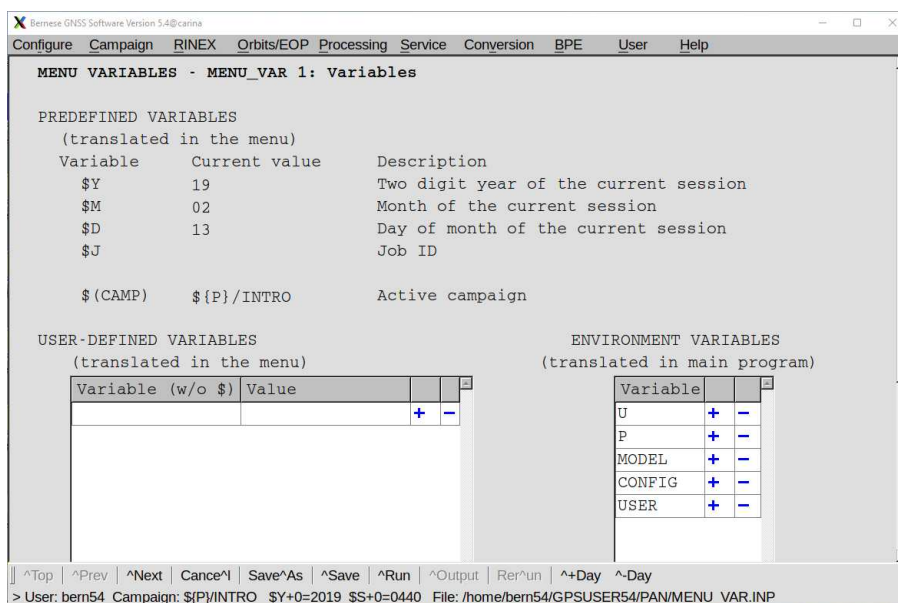 Bernese GNSS Software Version 5.4@carina
Configure Campaign RINEX Orbits/EOP Processing Service Conversion BPE User Help
MENU VARIABLES - MENU_VAR 1: Variables
PREDEFINED VARIABLES
(translated in the menu)
Variable Current value Description
$Y 19 Two digit year of the current session
$M 02 Month of the current session
$D 13 Day of month of the current session
$J Job ID
$(CAMP) ${P}/INTRO Active campaign
USER-DEFINED VARIABLES ENVIRONMENT VARIABLES
(translated in the menu) (translated in main program)
Variable (w/o $) Value Variable
+ - U + -
P + -
MODEL + -
CONFIG + -
USER + -
^Top ^Prev ^Next Cance^l Save^As ^Save ^Run ^Output Rer^un ^+Day ^-Day
> User: bern54 Campaign: ${P}/INTRO $Y+0=2019 $S+0=0440 File: /home/bern54/GPSUSER54/PAN/MENU_VAR.INP